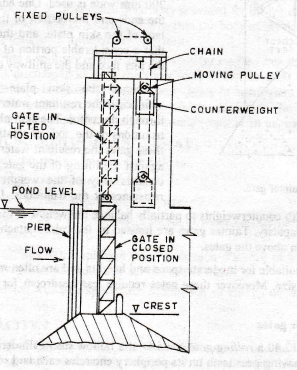 FIXED PULLEYS
CHAIN
MOVING PULLEY
COUNTERWEIGHT
GATE IN
LIFTED
POSITION
POND LEVEL
PIER
FLOW
GATE IN
CLOSED
POSITION
CREST